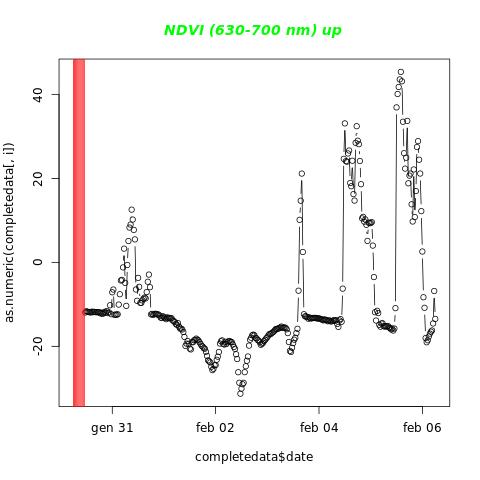 NDVI (630-700 nm) up
as.numeric(completedata[, i])
40
20
0
-20
gen 31
feb 02
feb 04
feb 06
completedata$date